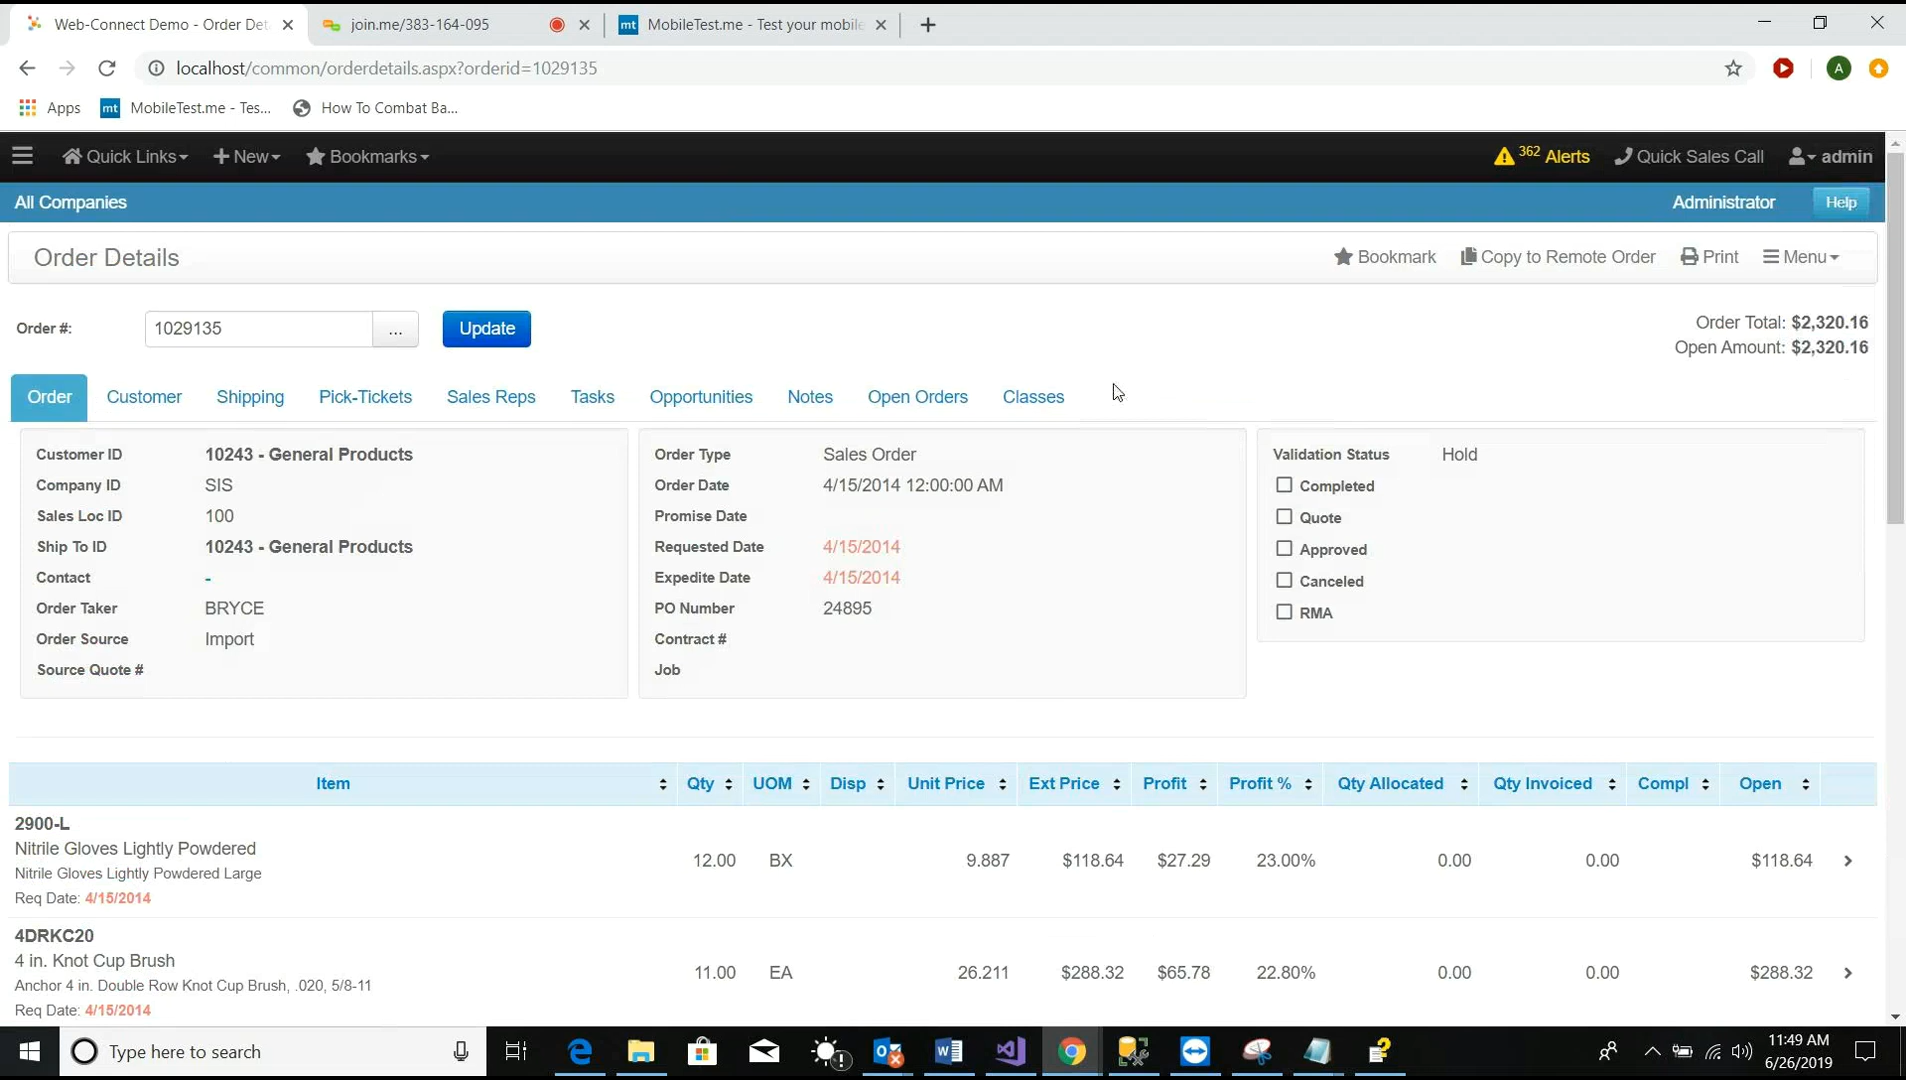 Web-Connect Demo - Order Det
join.me/383-164-095
mt MobileTest.me - Test your mobile
localhost/common/orderdetails.aspx?orderid=1029135
A
Apps
mt MobileTest.me - Tes...
How To Combat Ba...
Quick Links
New
Bookmarks
362 Alerts
Quick Sales Call
admin
All Companies
Administrator
Help
Order Details
Bookmark
Copy to Remote Order
Print
Menu
Order #:
1029135
...
Update
Order Total: $2,320.16
Open Amount: $2,320.16
Order Customer Shipping Pick-Tickets Sales Reps Tasks Opportunities Notes Open Orders Classes
Customer ID 10243 - General Products
Company ID SIS
Sales Loc ID 100
Ship To ID 10243 - General Products
Contact -
Order Taker BRYCE
Order Source Import
Source Quote #
Order Type Sales Order
Order Date 4/15/2014 12:00:00 AM
Promise Date
Requested Date 4/15/2014
Expedite Date 4/15/2014
PO Number 24895
Contract #
Job
Validation Status Hold
Completed
Quote
Approved
Canceled
RMA
Item Qty UOM Disp Unit Price Ext Price Profit Profit % Qty Allocated Qty Invoiced Compl Open
2900-L
Nitrile Gloves Lightly Powdered
Nitrile Gloves Lightly Powdered Large
Req Date: 4/15/2014
12.00 BX 9.887 $118.64 $27.29 23.00% 0.00 0.00 $118.64
4DRKC20
4 in. Knot Cup Brush
Anchor 4 in. Double Row Knot Cup Brush, .020, 5/8-11
Req Date: 4/15/2014
11.00 EA 26.211 $288.32 $65.78 22.80% 0.00 0.00 $288.32
Type here to search
11:49 AM
6/26/2019